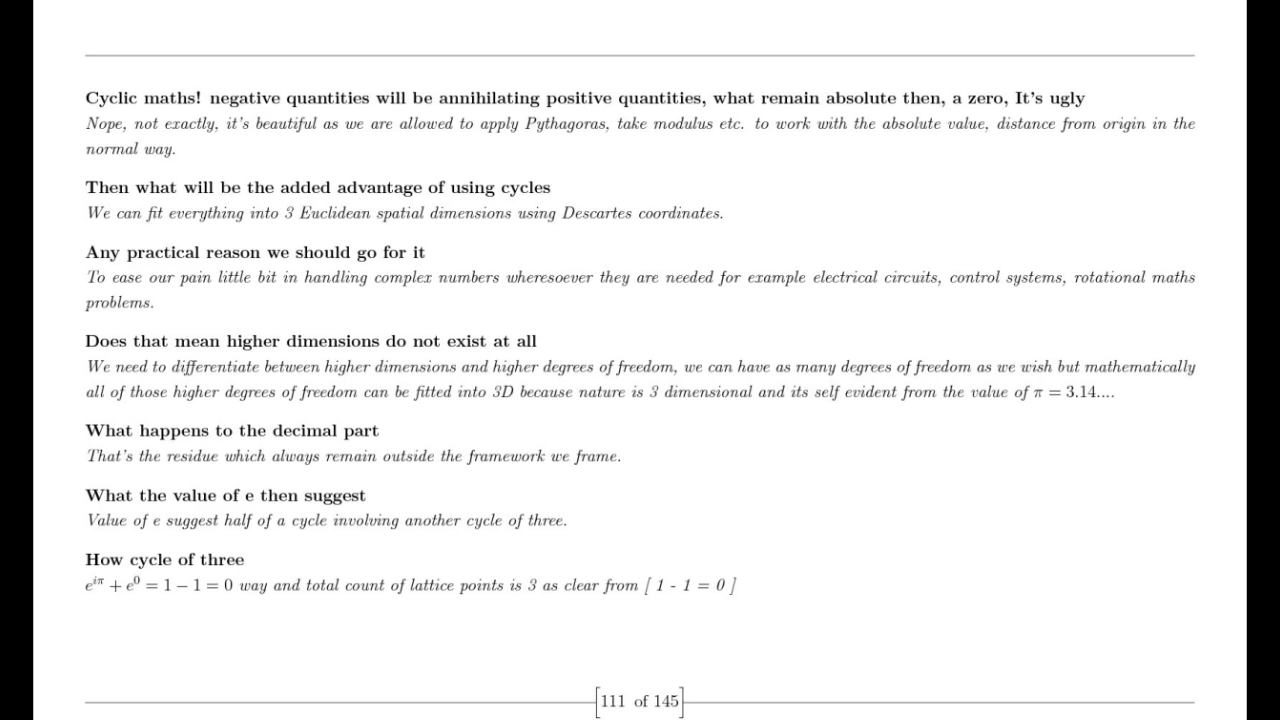 Cyclic maths! negative quantities will be annihilating positive quantities, what remain absolute then, a zero, It's ugly
Nope, not exactly, it's beautiful as we are allowed to apply Pythagoras, take modulus etc. to work with the absolute value, distance from origin in the
normal way.
Then what will be the added advantage of using cycles
We can fit everything into 3 Euclidean spatial dimensions using Descartes coordinates.
Any practical reason we should go for it
To ease our pain little bit in handling complex numbers wheresoever they are needed for example electrical circuits, control systems, rotational maths
problems.
Does that mean higher dimensions do not exist at all
We need to differentiate between higher dimensions and higher degrees of freedom, we can have as many degrees of freedom as we wish but mathematically
all of those higher degrees of freedom can be fitted into 3D because nature is 3 dimensional and its self evident from the value of π = 3.14....
What happens to the decimal part
That's the residue which always remain outside the framework we frame.
What the value of e then suggest
Value of e suggest half of a cycle involving another cycle of three.
How cycle of three
e^{iπ} + e^0 = 1 − 1 = 0 way and total count of lattice points is 3 as clear from [ 1 - 1 = 0 ]
[111 of 145]